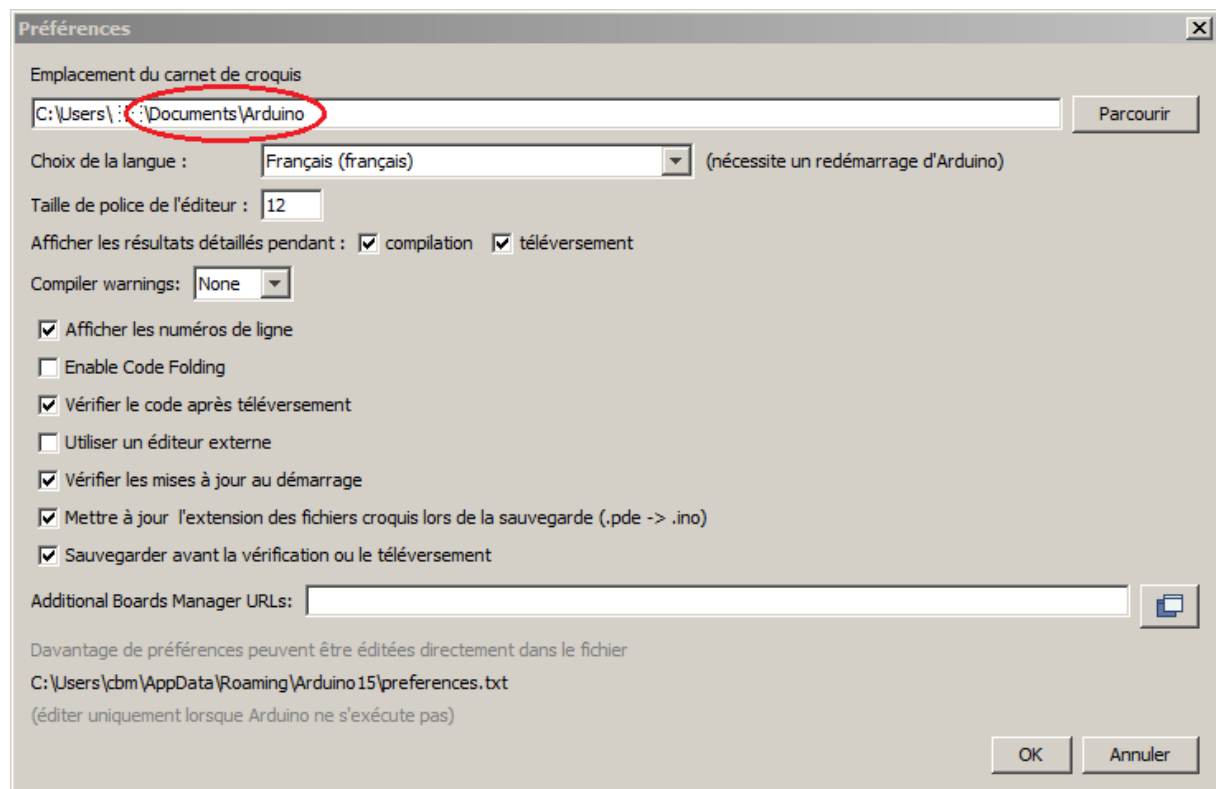 Préférences
Emplacement du carnet de croquis
C:\Users\ \Documents\Arduino Parcourir
Choix de la langue : Français (français) (nécessite un redémarrage d'Arduino)
Taille de police de l'éditeur : 12
Afficher les résultats détaillés pendant : compilation téléversement
Compiler warnings: None
Afficher les numéros de ligne
Enable Code Folding
Vérifier le code après téléversement
Utiliser un éditeur externe
Vérifier les mises à jour au démarrage
Mettre à jour l'extension des fichiers croquis lors de la sauvegarde (.pde -> .ino)
Sauvegarder avant la vérification ou le téléversement
Additional Boards Manager URLs:
Davantage de préférences peuvent être éditées directement dans le fichier
C:\Users\cbm\AppData\Roaming\Arduino15\preferences.txt
(éditer uniquement lorsque Arduino ne s'exécute pas)
OK Annuler